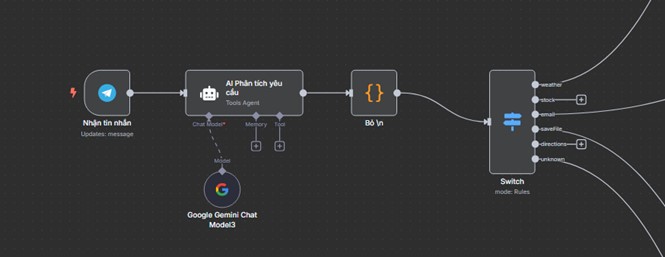 Nhận tin nhắn
Updates: message
AI Phân tích yêu
cầu
Tools Agent
Chat Model*
Memory
Tool
Model
Google Gemini Chat
Model3
{}
Bỏ \n
weather
stock
email
saveFile
directions
unknown
Switch
mode: Rules